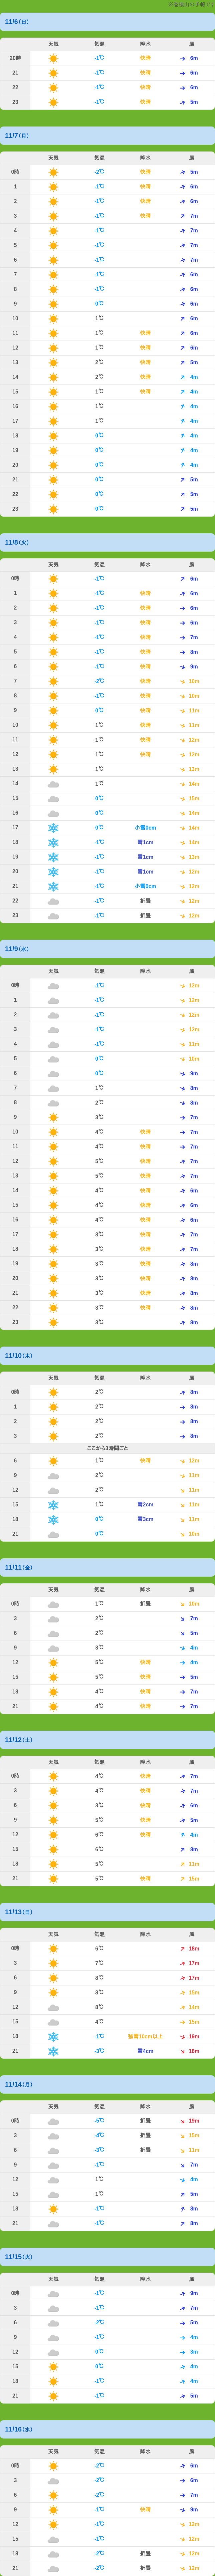 11/6(日)
天気 気温 降水 風
20時 -1℃ 快晴 6m
21 -1℃ 快晴 6m
22 -1℃ 快晴 6m
23 -1℃ 快晴 5m
11/7(月)
天気 気温 降水 風
0時 -2℃ 快晴 5m
1 -1℃ 快晴 6m
2 -1℃ 快晴 6m
3 -1℃ 快晴 7m
4 -1℃ 7m
5 -1℃ 7m
6 -1℃ 7m
7 -1℃ 6m
8 -1℃ 6m
9 0℃ 6m
10 1℃ 6m
11 1℃ 快晴 6m
12 1℃ 快晴 6m
13 2℃ 快晴 5m
14 2℃ 快晴 4m
15 1℃ 快晴 4m
16 1℃ 4m
17 1℃ 4m
18 0℃ 4m
19 0℃ 4m
20 0℃ 4m
21 0℃ 5m
22 0℃ 5m
23 0℃ 5m
11/8(火)
天気 気温 降水 風
0時 -1℃ 6m
1 -1℃ 快晴 6m
2 -1℃ 快晴 6m
3 -1℃ 快晴 6m
4 -1℃ 快晴 7m
5 -1℃ 快晴 8m
6 -1℃ 快晴 9m
7 -2℃ 快晴 10m
8 -1℃ 快晴 10m
9 0℃ 快晴 11m
10 1℃ 快晴 11m
11 1℃ 快晴 12m
12 1℃ 快晴 12m
13 1℃ 13m
14 1℃ 14m
15 0℃ 15m
16 0℃ 14m
17 0℃ 小雪0cm 14m
18 -1℃ 雪1cm 14m
19 -1℃ 雪1cm 13m
20 -1℃ 雪1cm 12m
21 -1℃ 小雪0cm 12m
22 -1℃ 折曇 12m
23 -1℃ 折曇 12m
11/9(水)
天気 気温 降水 風
0時 -1℃ 12m
1 -1℃ 12m
2 -1℃ 12m
3 -1℃ 12m
4 -1℃ 11m
5 0℃ 10m
6 0℃ 9m
7 1℃ 8m
8 2℃ 8m
9 3℃ 7m
10 4℃ 快晴 7m
11 4℃ 快晴 7m
12 5℃ 快晴 7m
13 5℃ 快晴 7m
14 4℃ 快晴 6m
15 4℃ 快晴 6m
16 4℃ 快晴 6m
17 3℃ 快晴 7m
18 3℃ 快晴 7m
19 3℃ 快晴 8m
20 3℃ 快晴 8m
21 3℃ 快晴 8m
22 3℃ 快晴 8m
23 3℃ 快晴 8m
11/10(木)
天気 気温 降水 風
0時 2℃ 8m
1 2℃ 8m
2 2℃ 8m
3 2℃ 8m
ここから3時間ごと
6 1℃ 快晴 12m
9 2℃ 11m
12 2℃ 11m
15 1℃ 雪2cm 11m
18 0℃ 雪3cm 11m
21 0℃ 10m
11/11(金)
天気 気温 降水 風
0時 1℃ 折曇 10m
3 2℃ 7m
6 2℃ 5m
9 3℃ 4m
12 5℃ 快晴 4m
15 5℃ 快晴 5m
18 4℃ 快晴 7m
21 4℃ 快晴 7m
11/12(土)
天気 気温 降水 風
0時 4℃ 快晴 7m
3 4℃ 快晴 7m
6 3℃ 快晴 6m
9 5℃ 快晴 5m
12 6℃ 快晴 4m
15 6℃ 8m
18 5℃ 11m
21 5℃ 快晴 15m
11/13(日)
天気 気温 降水 風
0時 6℃ 16m
3 7℃ 17m
6 8℃ 17m
9 8℃ 15m
12 8℃ 14m
15 4℃ 15m
18 -1℃ 強雪10cm以上 19m
21 -3℃ 雪4cm 18m
11/14(月)
天気 気温 降水 風
0時 -5℃ 折曇 19m
3 -4℃ 折曇 15m
6 -3℃ 折曇 11m
9 -1℃ 7m
12 1℃ 4m
15 1℃ 5m
18 -1℃ 8m
21 -1℃ 8m
11/15(火)
天気 気温 降水 風
0時 -1℃ 9m
3 -1℃ 7m
6 -2℃ 5m
9 -1℃ 4m
12 0℃ 3m
15 0℃ 4m
18 -1℃ 4m
21 -1℃ 5m
11/16(水)
天気 気温 降水 風
0時 -2℃ 6m
3 -2℃ 6m
6 -2℃ 7m
9 -1℃ 快晴 9m
12 -1℃ 12m
15 -1℃ 12m
18 -2℃ 折曇 12m
21 -2℃ 折曇 12m